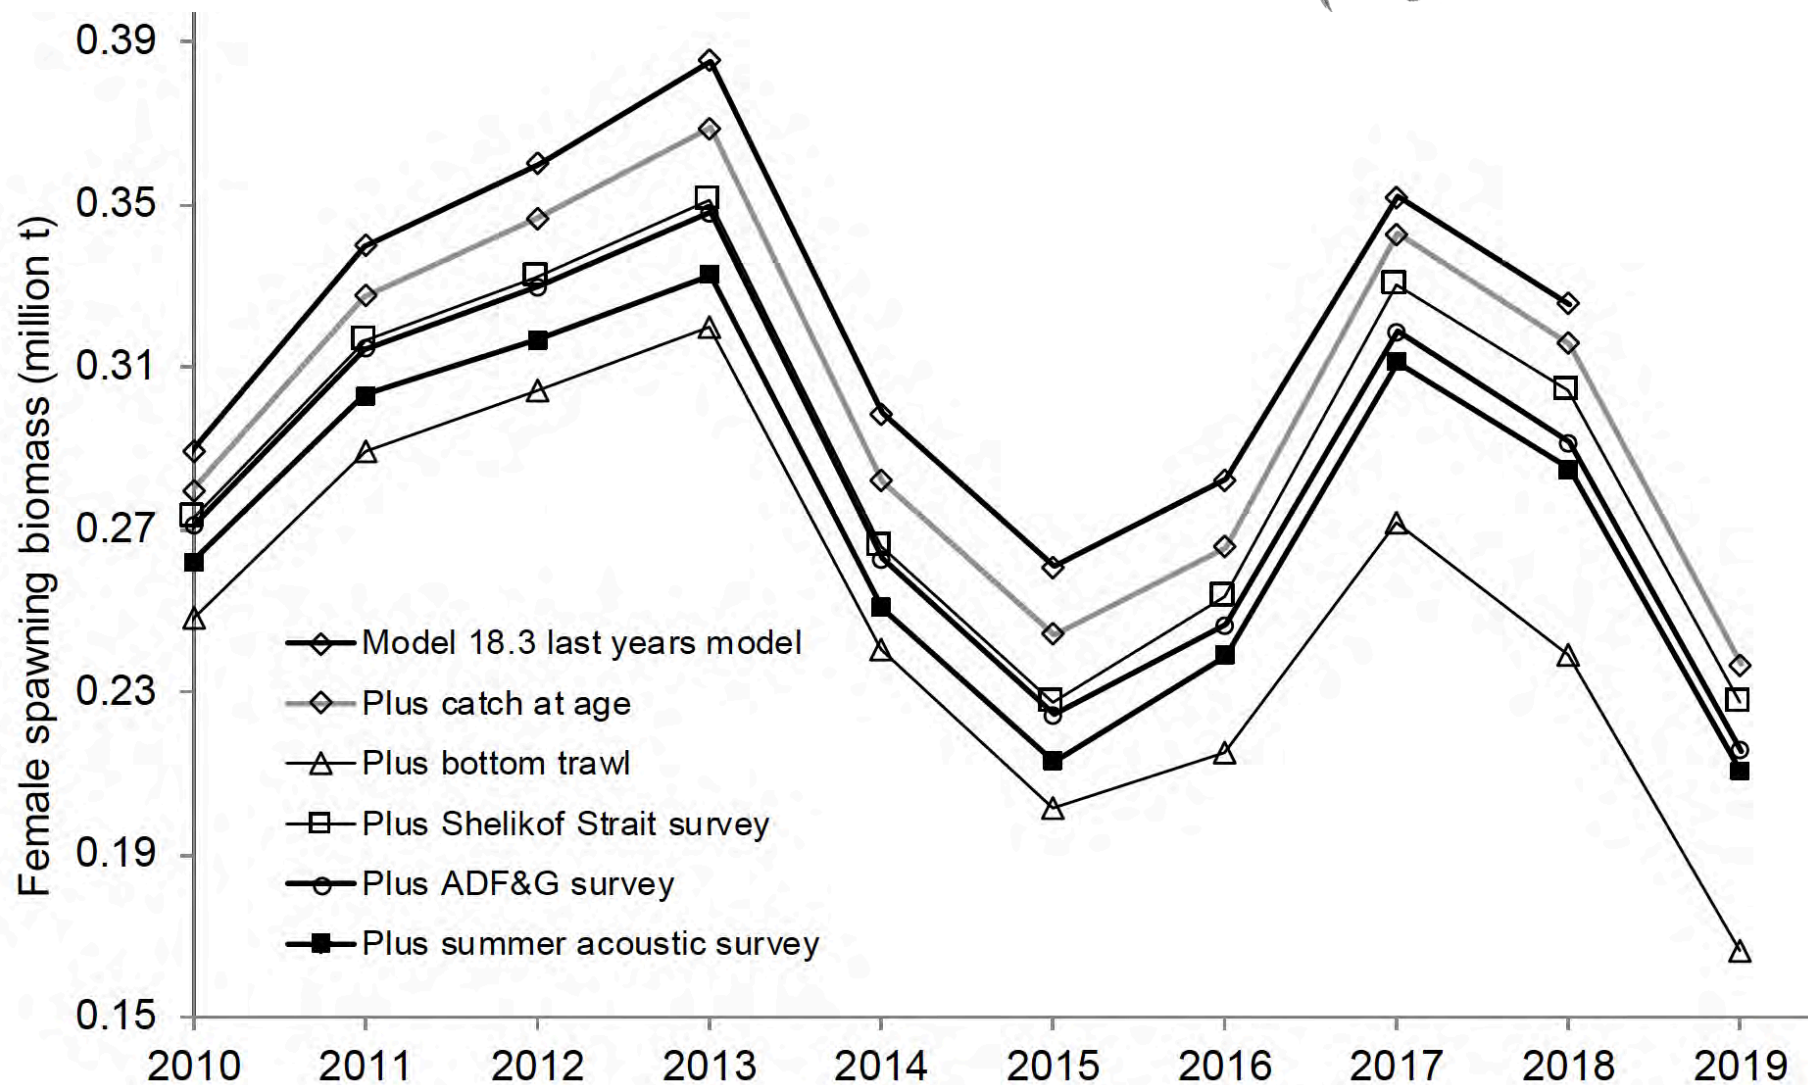 Female spawning biomass (million t)
0.39
0.35
0.31
0.27
0.23
0.19
0.15
Model 18.3 last years model
Plus catch at age
Plus bottom trawl
Plus Shelikof Strait survey
Plus ADF&G survey
Plus summer acoustic survey
2010 2011 2012 2013 2014 2015 2016 2017 2018 2019